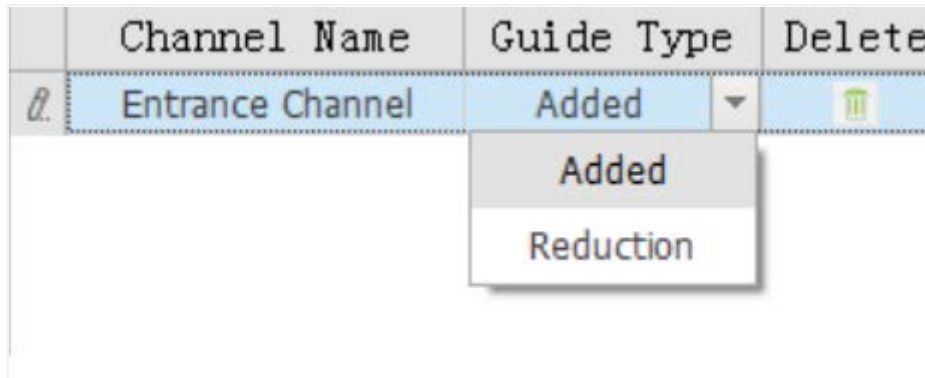 Channel Name Guide Type Delete
Entrance Channel Added
Added
Reduction